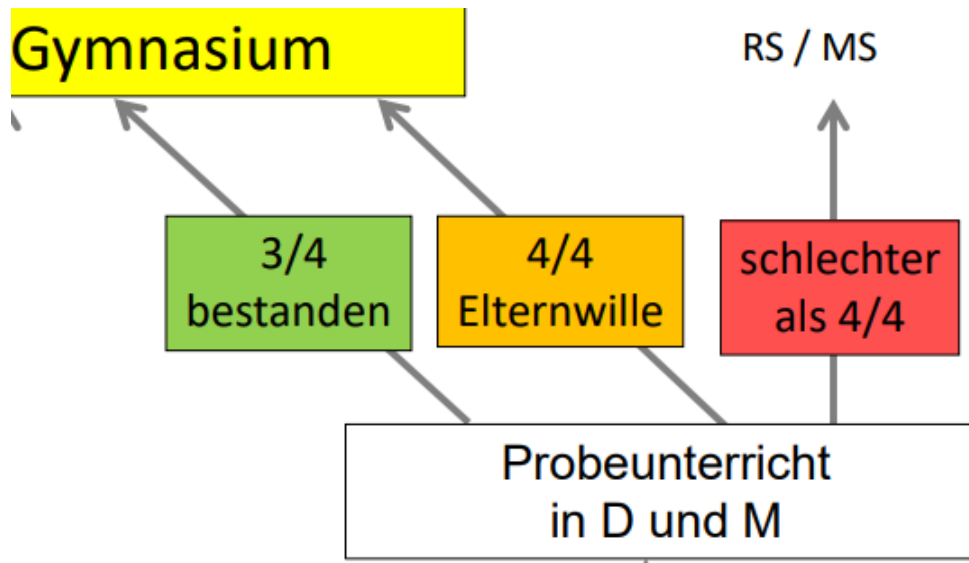 Gymnasium
RS / MS
3/4
bestanden
4/4
Elternwille
schlechter
als 4/4
Probeunterricht
in D und M